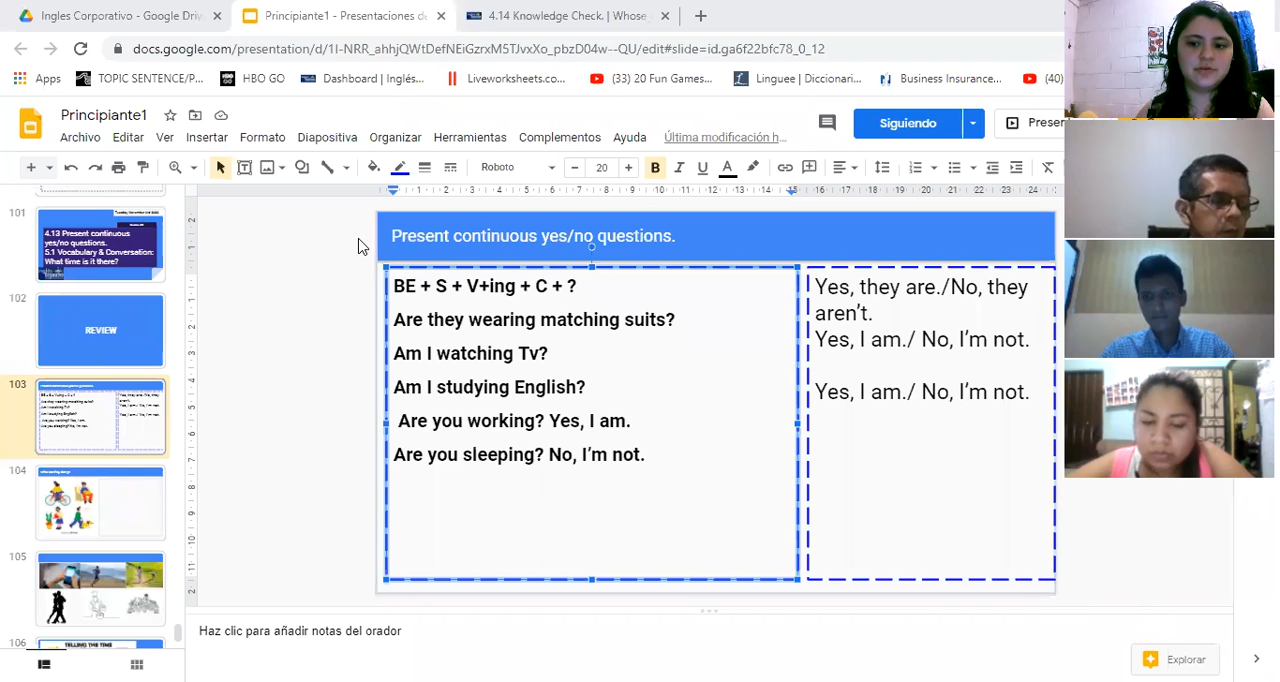 Ingles Corporativo - Google Driv
Principiante1 - Presentaciones de
4.14 Knowledge Check. | Whose
docs.google.com/presentation/d/1I-NRR_ahhjQWtDefNEiGzrxM5TJvxXo_pbzD04w--QU/edit#slide=id.ga6f22bfc78_0_12
Apps
TOPIC SENTENCE/P...
HBO GO
Dashboard | Inglés...
Liveworksheets.co...
(33) 20 Fun Games...
Linguee | Diccionari...
Business Insurance...
(40)
Principiante1
Archivo Editar Ver Insertar Formato Diapositiva Organizar Herramientas Complementos Ayuda Última modificación h...
Siguiendo
Presen
Roboto
20
101
4.13 Present continuous
yes/no questions.
5.1 Vocabulary & Conversation:
What time is it there?
102
REVIEW
103
104
105
106
TELLING THE TIME
Present continuous yes/no questions.
BE + S + V+ing + C + ?
Are they wearing matching suits?
Am I watching Tv?
Am I studying English?
Are you working? Yes, I am.
Are you sleeping? No, I'm not.
Yes, they are./No, they
aren't.
Yes, I am./ No, I'm not.
Yes, I am./ No, I'm not.
Haz clic para añadir notas del orador
Explorar